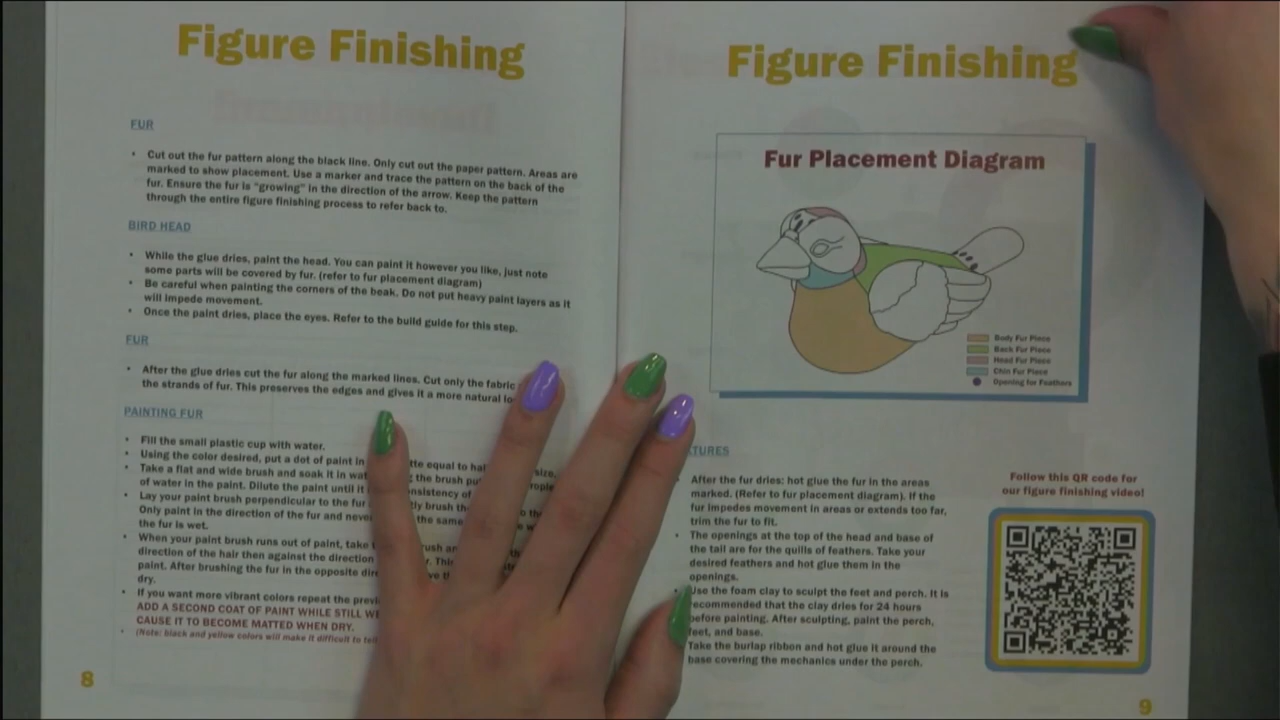 Figure Finishing
FUR
• Cut out the fur pattern along the black line. Only cut out the paper pattern. Areas are
marked to show placement. Use a marker and trace the pattern on the back of the
fur. Ensure the fur is "growing" in the direction of the arrow. Keep the pattern
through the entire figure finishing process to refer back to.
BIRD HEAD
• While the glue dries, paint the head. You can paint it however you like, just note
some parts will be covered by fur. (refer to fur placement diagram)
• Be careful when painting the corners of the beak. Do not put heavy paint layers as it
will impede movement.
• Once the paint dries, place the eyes. Refer to the build guide for this step.
FUR
• After the glue dries cut the fur along the marked lines. Cut only the fabric
the strands of fur. This preserves the edges and gives it a more natural
PAINTING FUR
• Fill the small plastic cup with water.
• Using the color desired, put a dot of paint in equal to size.
• Take a flat and wide brush and soak it in the brush
of water in the paint. Dilute the paint until it consistency of
• Lay your paint brush perpendicular to the fur brush the
Only paint in the direction of the fur and the same
the fur is wet.
• When your paint brush runs out of paint, take
direction of the hair then against the direction
paint. After brushing the fur in the opposite
dry.
• If you want more vibrant colors repeat the
ADD A SECOND COAT OF PAINT WHILE STILL
CAUSE IT TO BECOME MATTED WHEN DRY.
• (Note: black and yellow colors will make it difficult to
8
Figure Finishing
Fur Placement Diagram
Body Fur Piece
Back Fur Piece
Head Fur Piece
Chin Fur Piece
Opening for Feathers
After the fur dries: hot glue the fur in the areas
marked. (Refer to fur placement diagram). If the
fur impedes movement in areas or extends too far,
trim the fur to fit.
• The openings at the top of the head and base of
the tail are for the quills of feathers. Take your
desired feathers and hot glue them in the
openings.
• Use the foam clay to sculpt the feet and perch. It is
recommended that the clay dries for 24 hours
before painting. After sculpting, paint the perch,
feet, and base.
Take the burlap ribbon and hot glue it around the
base covering the mechanics under the perch.
Follow this QR code for
our figure finishing video!
9